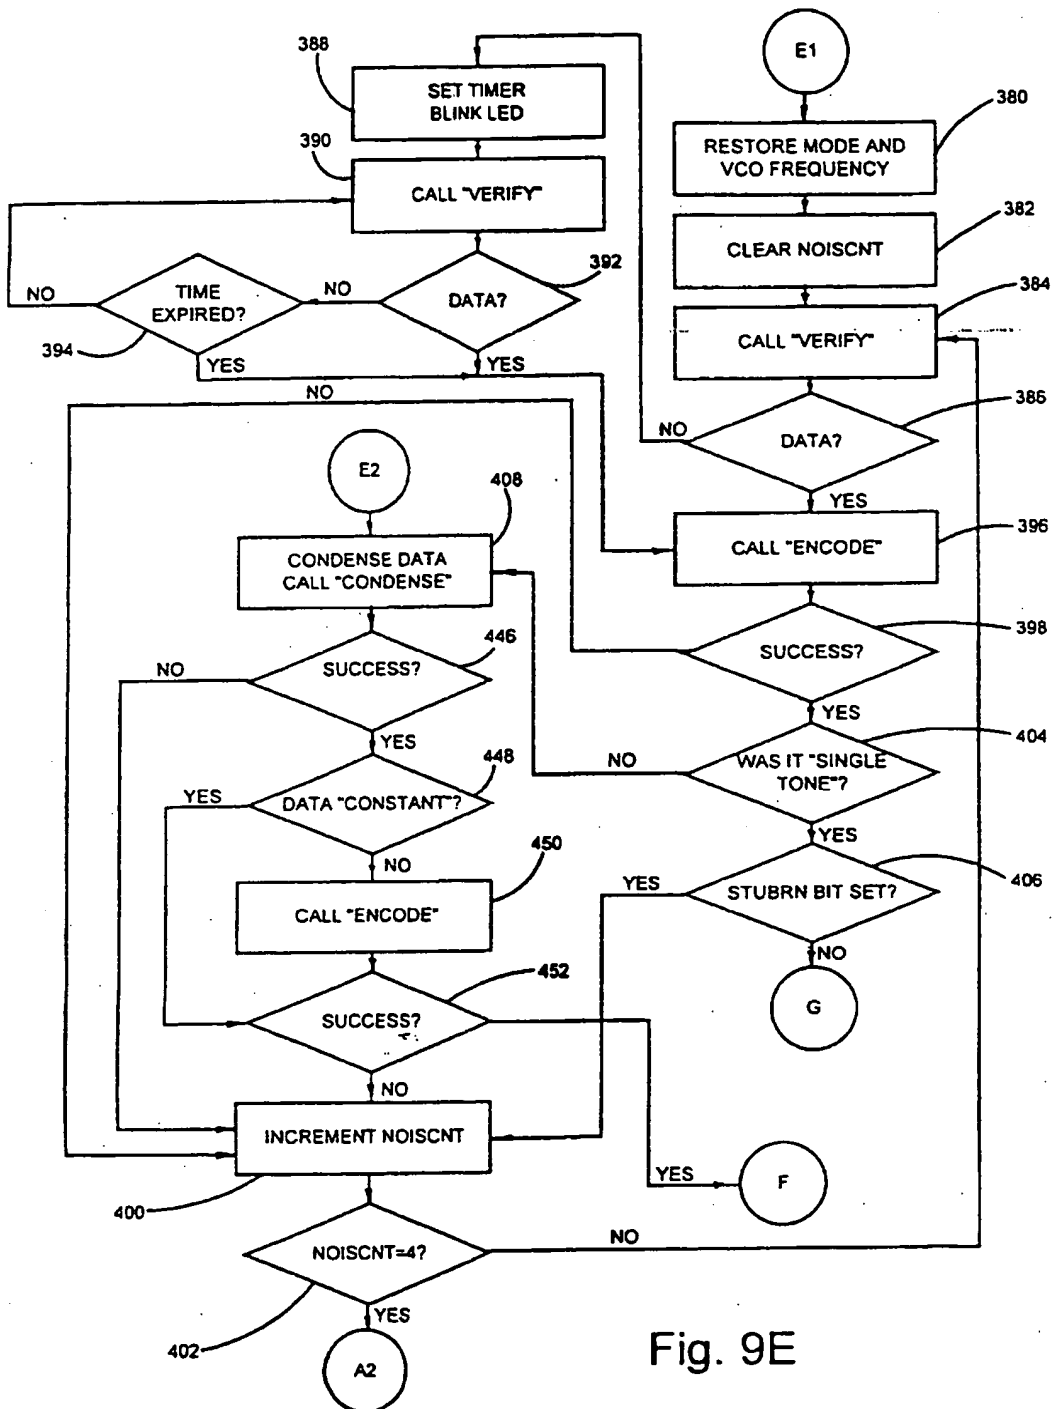 388
SET TIMER
BLINK LED
390
CALL "VERIFY"
392
DATA?
NO
TIME
EXPIRED?
NO
394
YES
YES
NO
E1
380
RESTORE MODE AND
VCO FREQUENCY
382
CLEAR NOISCNT
384
CALL "VERIFY"
386
DATA?
NO
YES
396
CALL "ENCODE"
398
SUCCESS?
YES
404
WAS IT "SINGLE
TONE"?
NO
YES
406
STUBRN BIT SET?
YES
NO
G
E2
408
CONDENSE DATA
CALL "CONDENSE"
446
SUCCESS?
NO
YES
448
DATA "CONSTANT"?
YES
NO
450
CALL "ENCODE"
452
SUCCESS?
NO
INCREMENT NOISCNT
400
YES
F
NOISCNT=4?
NO
402
YES
A2
Fig. 9E